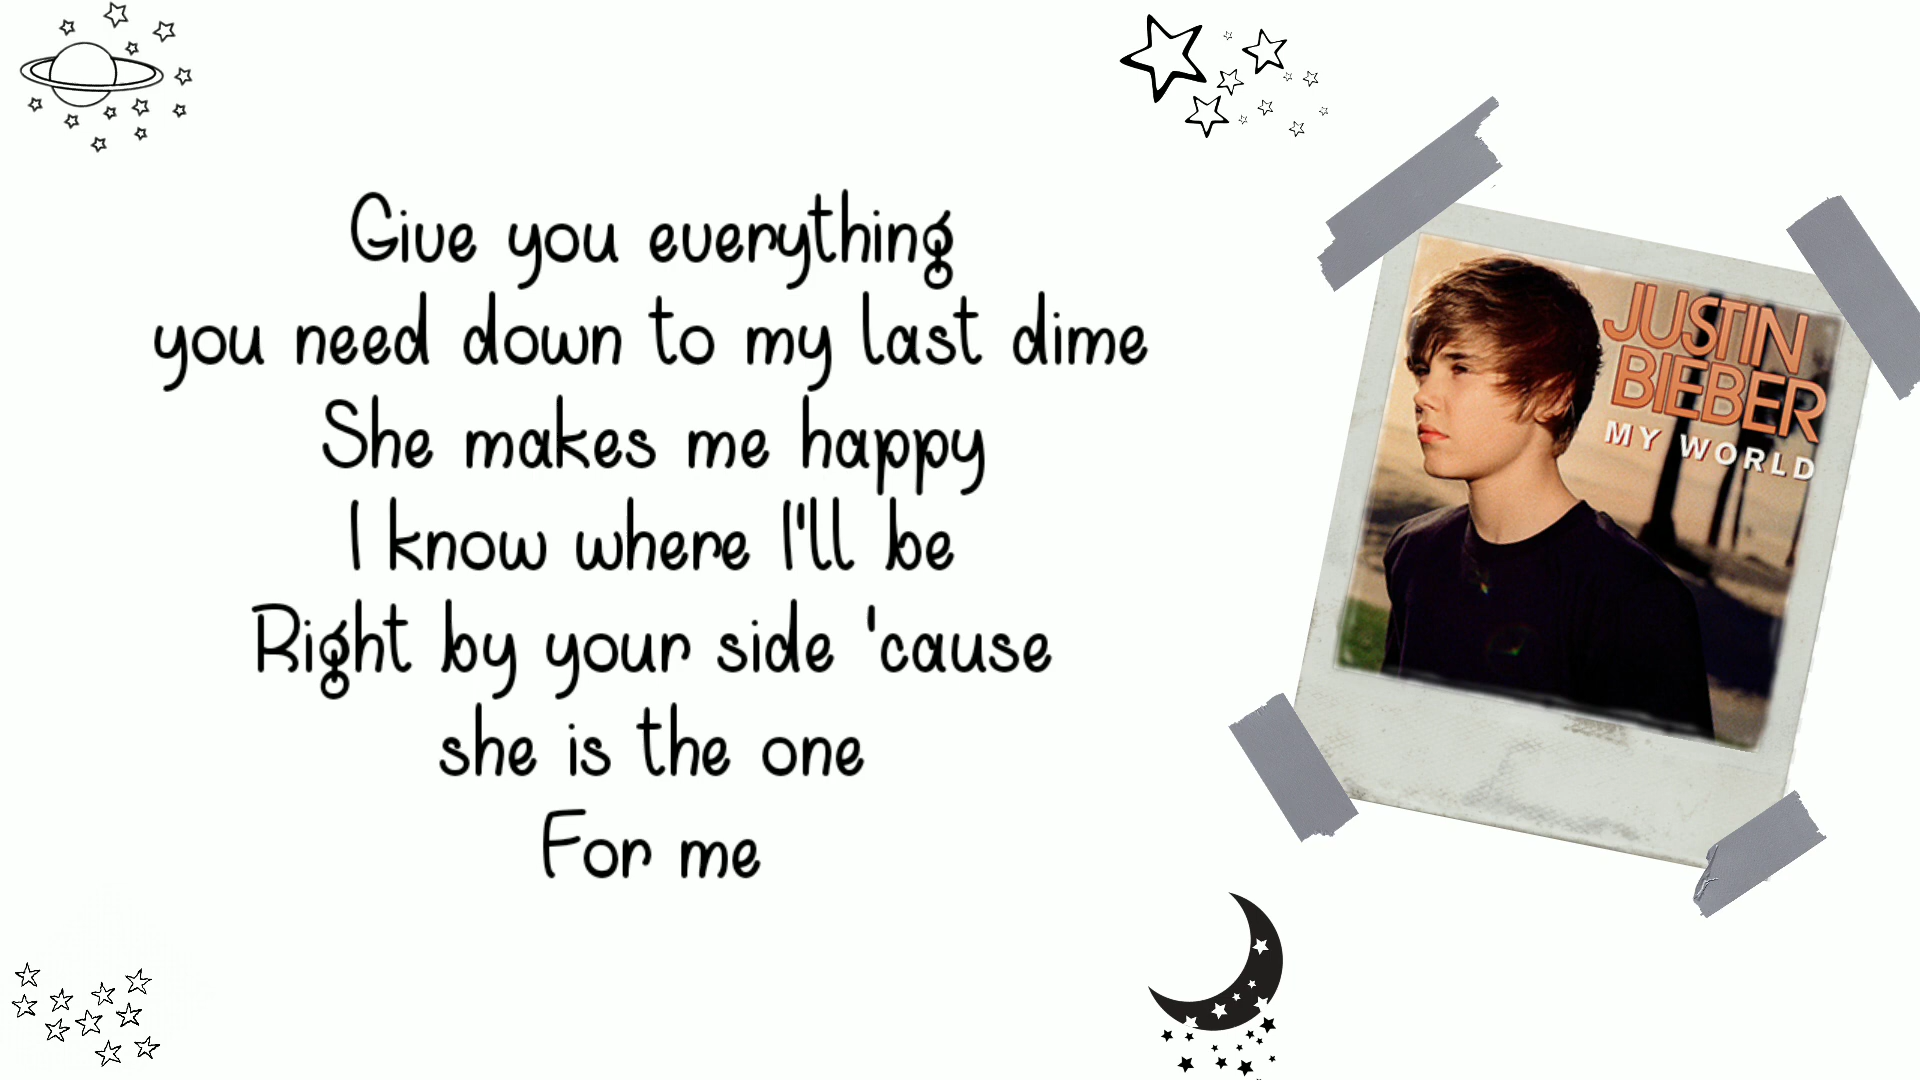 Give you everything
you need down to my last dime
She makes me happy
I know where I'll be
Right by your side 'cause
she is the one
For me
JUSTIN
BIEBER
MY WORLD